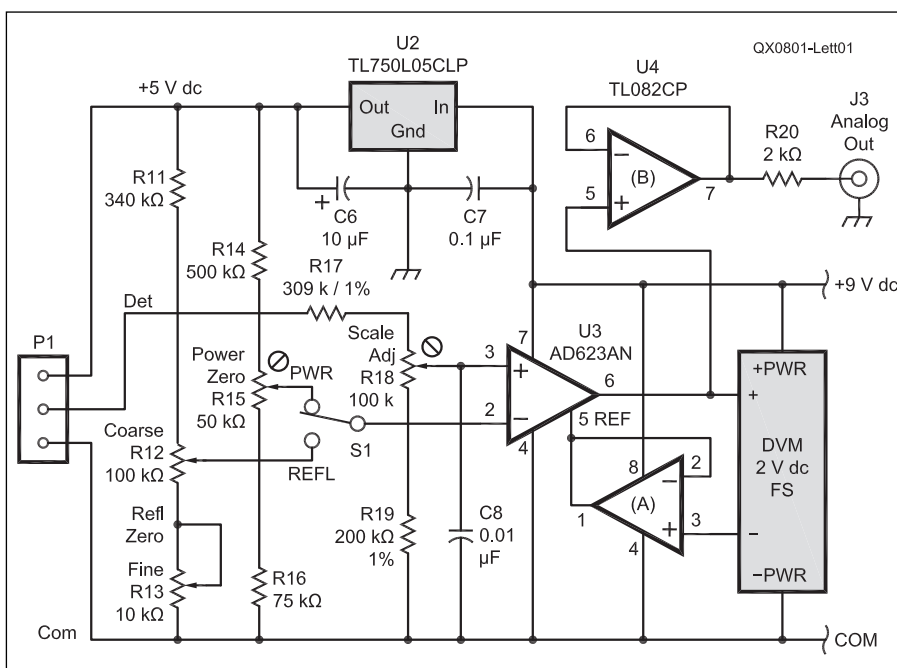 QX0801-Lett01
U2
TL750L05CLP
+5 V dc
Out
In
Gnd
U4
TL082CP
J3
Analog
Out
6
−
5
+
(B)
7
R20
2 kΩ
R11
340 kΩ
+
C6
10 µF
C7
0.1 µF
R14
500 kΩ
R17
309 k / 1%
Det
+9 V dc
P1
Power
Zero
R15
50 kΩ
PWR
REFL
S1
Scale
Adj
R18
100 k
3
+
2
−
7
U3
AD623AN
6
5 REF
4
+PWR
+
DVM
2 V dc
FS
−
−PWR
Coarse
R12
100 kΩ
Refl
Zero
Fine
R13
10 kΩ
R16
75 kΩ
R19
200 kΩ
1%
C8
0.01
µF
8
2
−
(A)
1
+
3
4
Com
COM